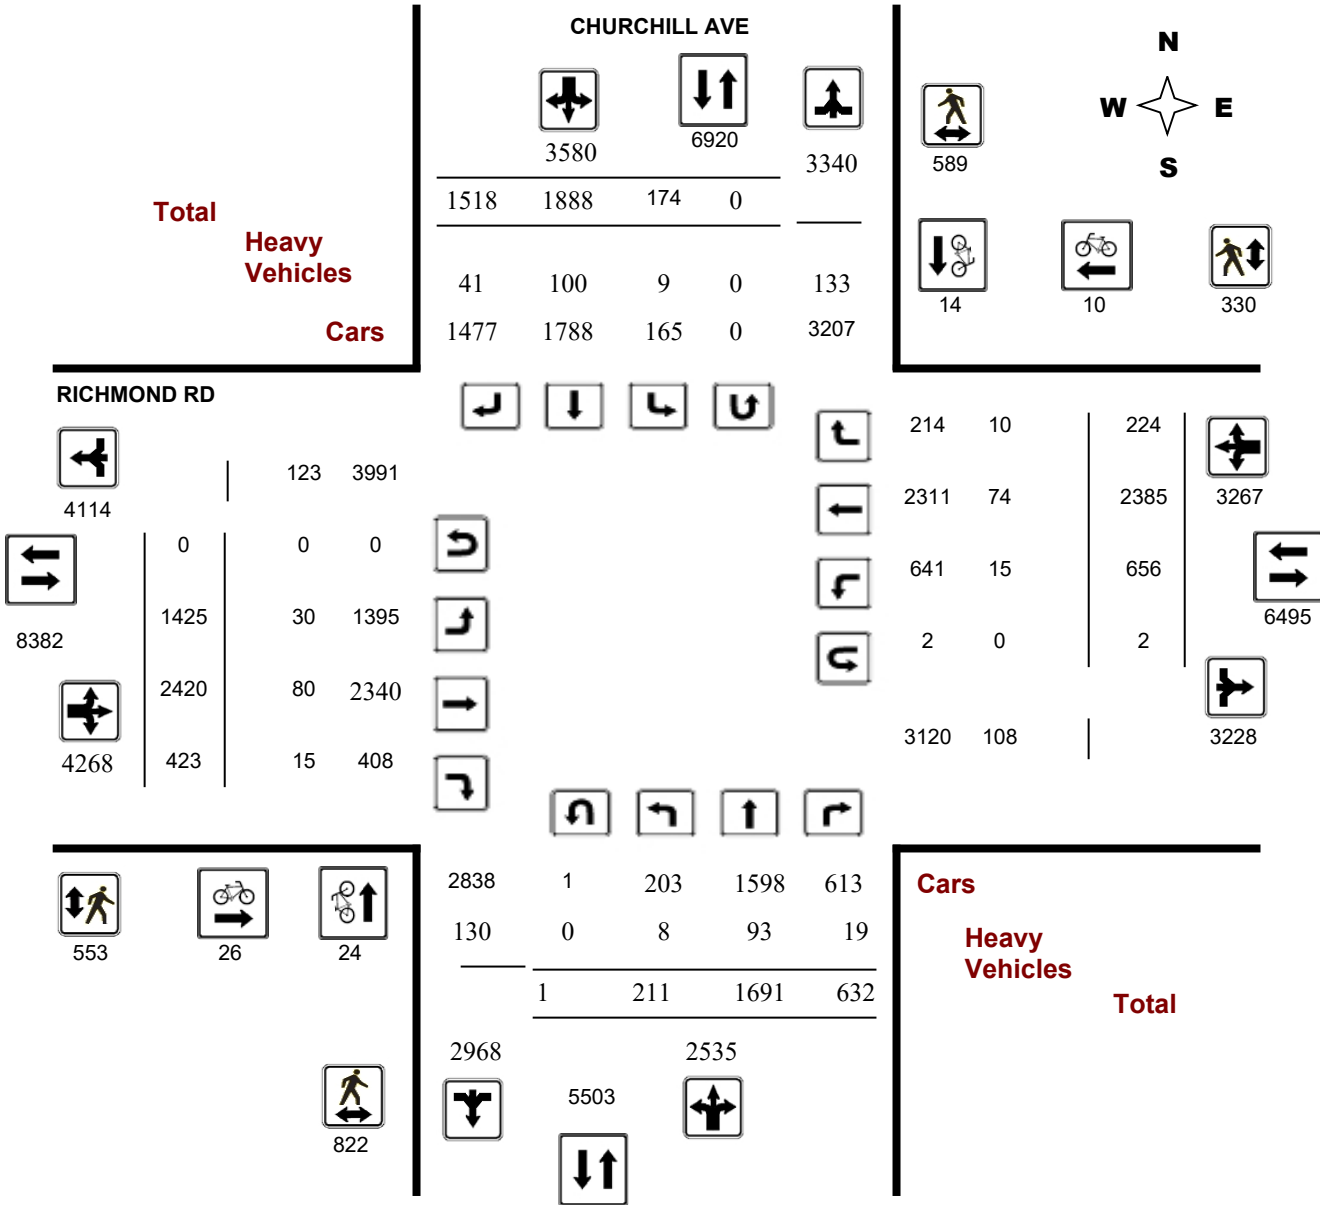 CHURCHILL AVE
N
W E
S
3580
6920
3340
589
1518 1888 174 0
Total
Heavy
Vehicles
41 100 9 0 133
14 10 330
Cars
1477 1788 165 0 3207
RICHMOND RD
214 10 224
123 3991
4114
2311 74 2385 3267
0 0 0
641 15 656
6495
1425 30 1395
8382
2 0 2
2420 80 2340
3120 108 3228
4268 423 15 408
2838 1 203 1598 613
Cars
130 0 8 93 19
Heavy
Vehicles
553 26 24
1 211 1691 632
Total
2968 2535
5503
822